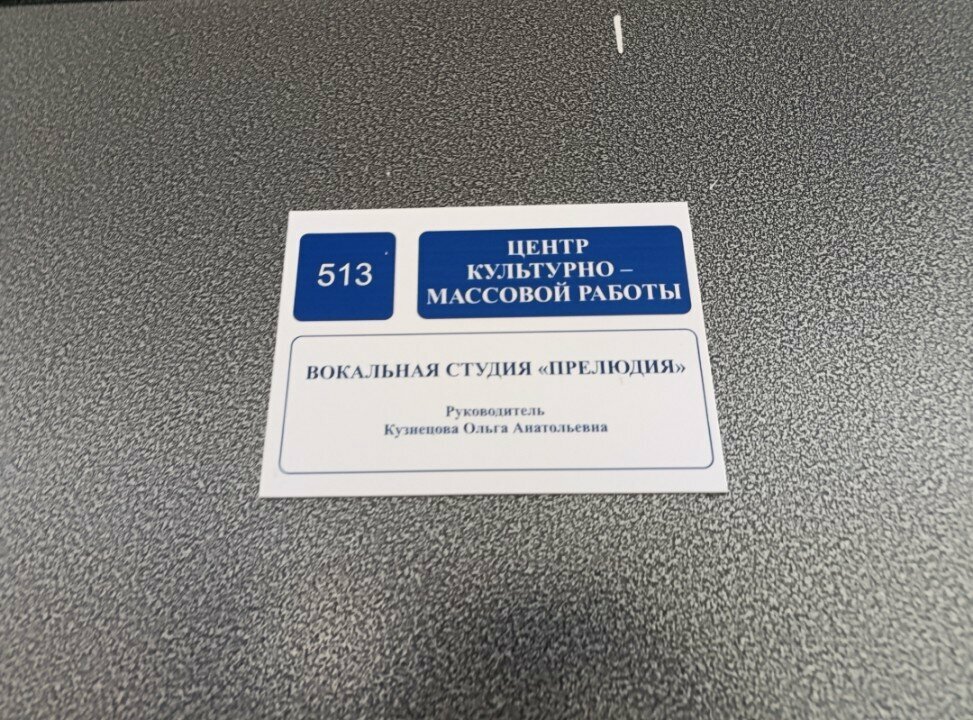 513
ЦЕНТР
КУЛЬТУРНО –
МАССОВОЙ РАБОТЫ
ВОКАЛЬНАЯ СТУДИЯ «ПРЕЛЮДИЯ»
Руководитель
Кузнецова Ольга Анатольевна